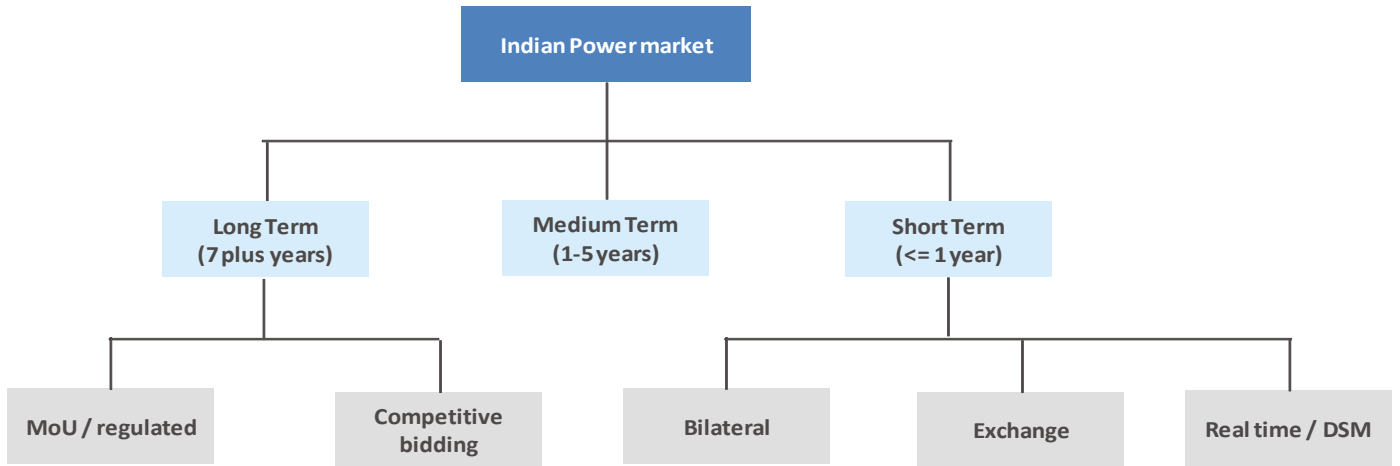 Indian Power market
Long Term
(7 plus years)
Medium Term
(1-5 years)
Short Term
(<= 1 year)
MoU / regulated
Competitive
bidding
Bilateral
Exchange
Real time / DSM